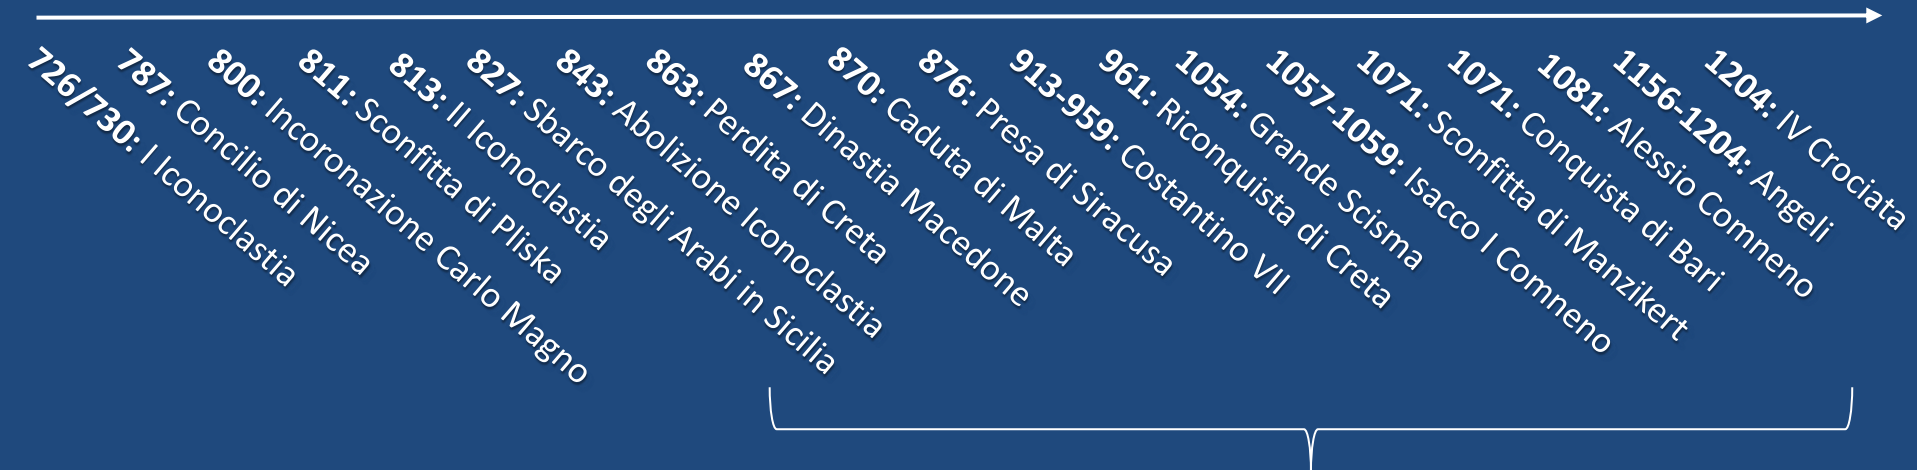 726/730: I Iconoclastia
787: Concilio di Nicea
800: Incoronazione Carlo Magno
811: Sconfitta di Pliska
813: II Iconoclastia
827: Sbarco degli Arabi in Sicilia
843: Abolizione Iconoclastia
863: Perdita di Creta
867: Dinastia Macedone
870: Caduta di Malta
876: Presa di Siracusa
913-959: Costantino VII
961: Riconquista di Creta
1054: Grande Scisma
1057-1059: Isacco I Comneno
1071: Sconfitta di Manzikert
1071: Conquista di Bari
1081: Alessio Comneno
1156-1204: Angeli
1204: IV Crociata